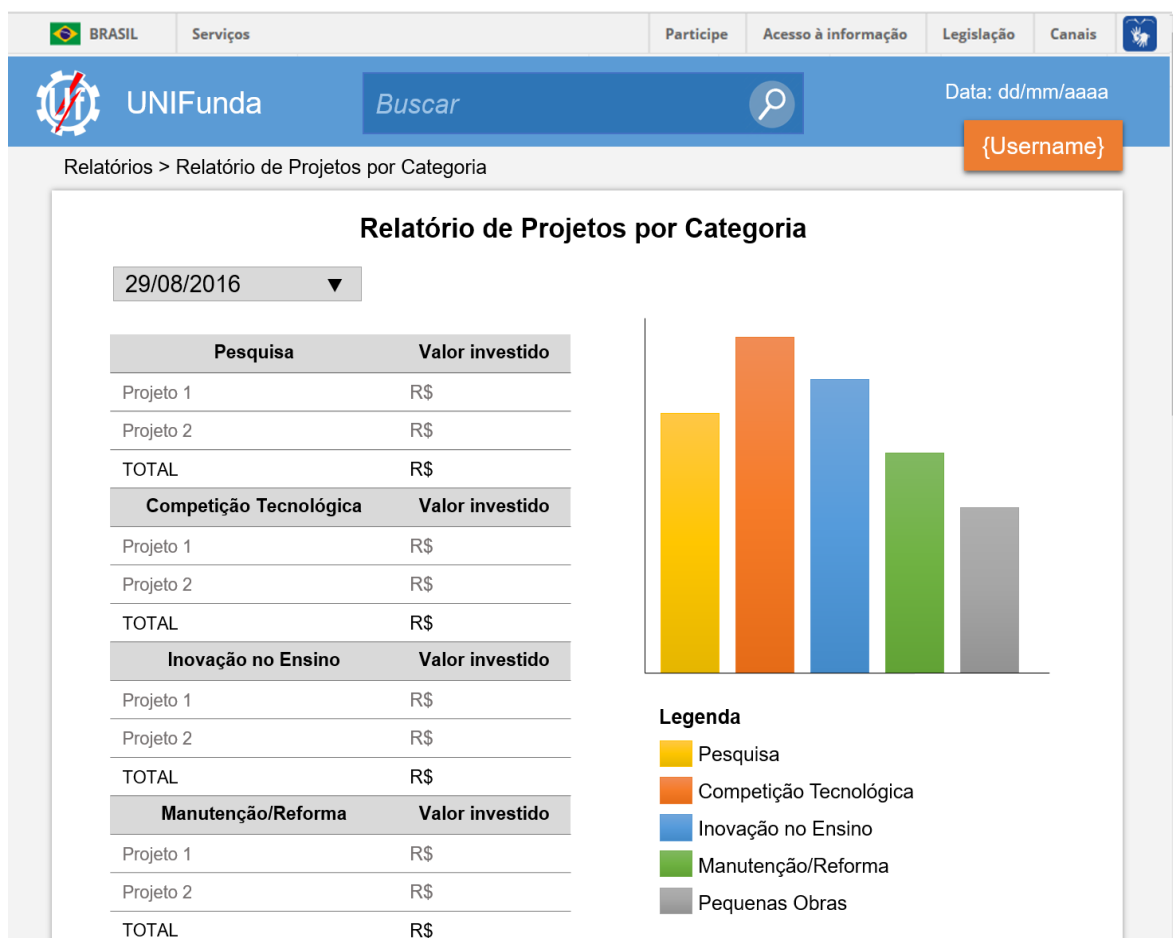 BRASIL Serviços Participe Acesso à informação Legislação Canais
UNIFunda Buscar Data: dd/mm/aaaa
{Username}
Relatórios > Relatório de Projetos por Categoria
Relatório de Projetos por Categoria
29/08/2016 ▼
Pesquisa Valor investido
Projeto 1 R$
Projeto 2 R$
TOTAL R$
Competição Tecnológica Valor investido
Projeto 1 R$
Projeto 2 R$
TOTAL R$
Inovação no Ensino Valor investido
Projeto 1 R$
Projeto 2 R$
TOTAL R$
Manutenção/Reforma Valor investido
Projeto 1 R$
Projeto 2 R$
TOTAL R$
Legenda
Pesquisa
Competição Tecnológica
Inovação no Ensino
Manutenção/Reforma
Pequenas Obras